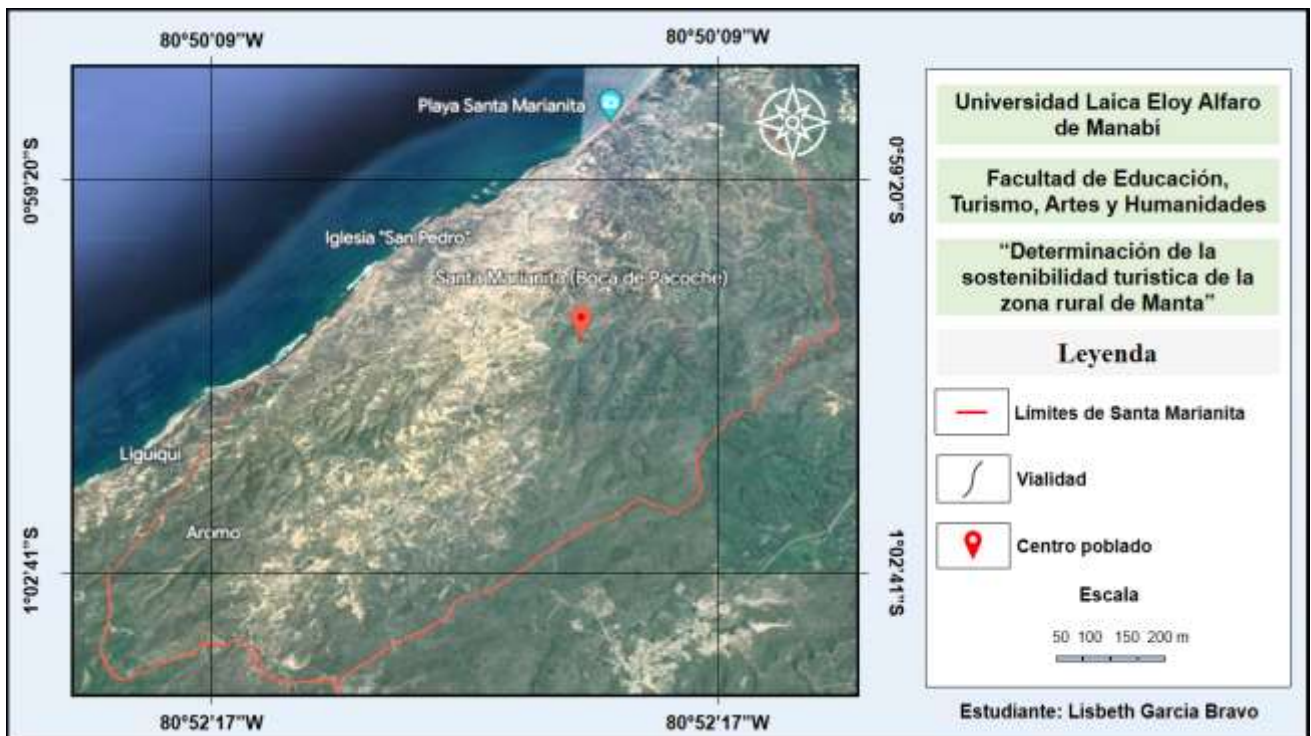 80°50'09"W
80°50'09"W
Playa Santa Marianita
0°59'20"S
0°59'20"S
Iglesia "San Pedro"
Santa Marianita (Boca de Pacoche)
Liguiqui
Aromo
1°02'41"S
1°02'41"S
80°52'17"W
80°52'17"W
Universidad Laica Eloy Alfaro
de Manabí
Facultad de Educación,
Turismo, Artes y Humanidades
"Determinación de la
sostenibilidad turística de la
zona rural de Manta"
Leyenda
Límites de Santa Marianita
Vialidad
Centro poblado
Escala
50 100 150 200 m
Estudiante: Lisbeth Garcia Bravo